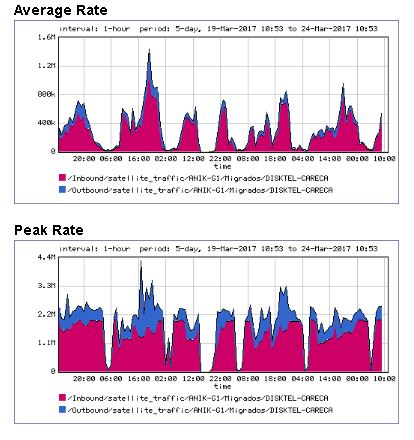 Average Rate
interval: 1-hour period: 5-day, 19-Mar-2017 10:53 to 24-Mar-2017 10:53
1.6M
1.2M
800k
400k
0
20:00 06:00 16:00 02:00 12:00 22:00 08:00 18:00 04:00 14:00 00:00 10:00
time
/Inbound/satellite_traffic/ANIK-G1/Migrados/DISKTEL-CARECA
/Outbound/satellite_traffic/ANIK-G1/Migrados/DISKTEL-CARECA
Peak Rate
interval: 1-hour period: 5-day, 19-Mar-2017 10:53 to 24-Mar-2017 10:53
4.4M
3.3M
2.2M
1.1M
0
20:00 06:00 16:00 02:00 12:00 22:00 08:00 18:00 04:00 14:00 00:00 10:00
time
/Inbound/satellite_traffic/ANIK-G1/Migrados/DISKTEL-CARECA
/Outbound/satellite_traffic/ANIK-G1/Migrados/DISKTEL-CARECA